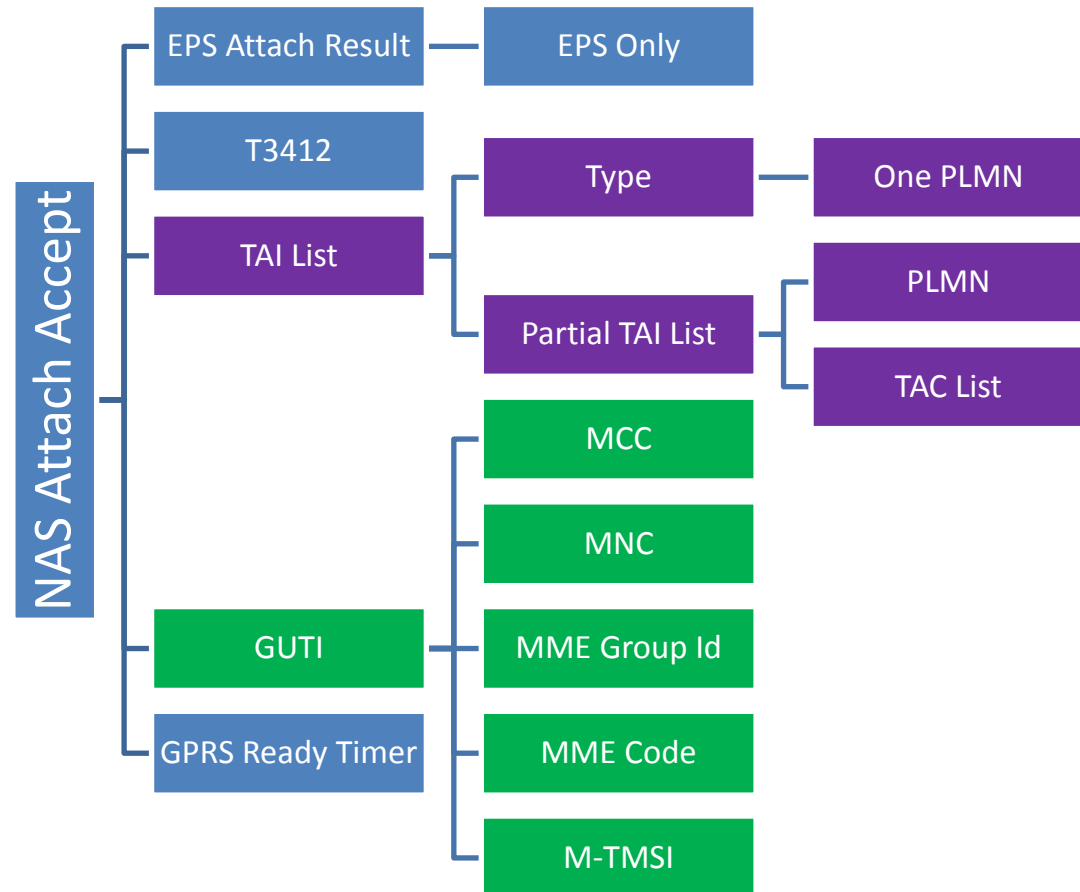 NAS Attach Accept
EPS Attach Result
EPS Only
T3412
TAI List
Type
One PLMN
Partial TAI List
PLMN
TAC List
GUTI
MCC
MNC
MME Group Id
MME Code
M-TMSI
GPRS Ready Timer